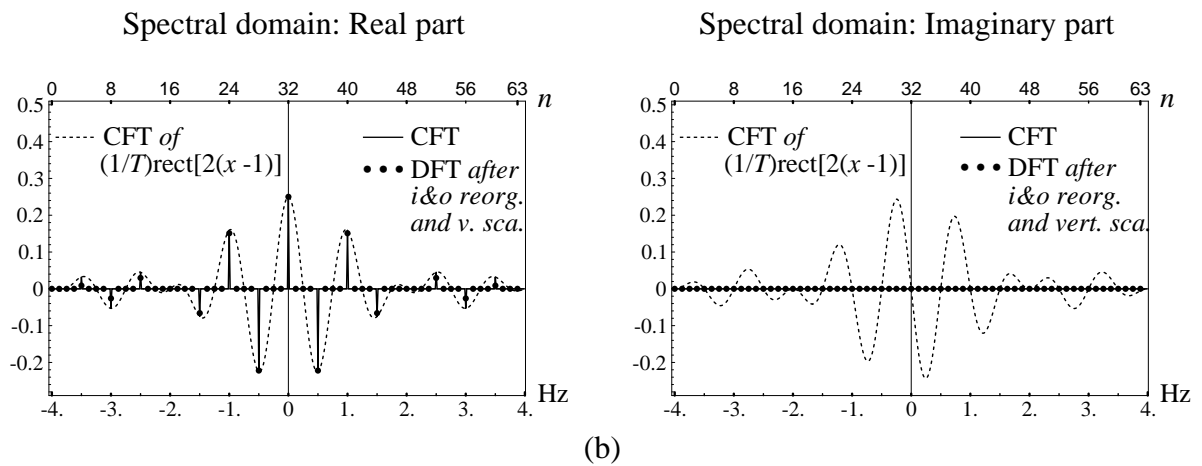 Spectral domain: Real part
0 8 16 24 32 40 48 56 63
n
0.5
0.4
0.3
0.2
0.1
0
-0.1
-0.2
CFT of
(1/T)rect[2(x -1)]
CFT
DFT after
i&o reorg.
and v. sca.
-4. -3. -2. -1. 0 1. 2. 3. 4.
Hz
Spectral domain: Imaginary part
0 8 16 24 32 40 48 56 63
n
0.5
0.4
0.3
0.2
0.1
0
-0.1
-0.2
CFT of
(1/T)rect[2(x -1)]
CFT
DFT after
i&o reorg.
and vert. sca.
-4. -3. -2. -1. 0 1. 2. 3. 4.
Hz
(b)